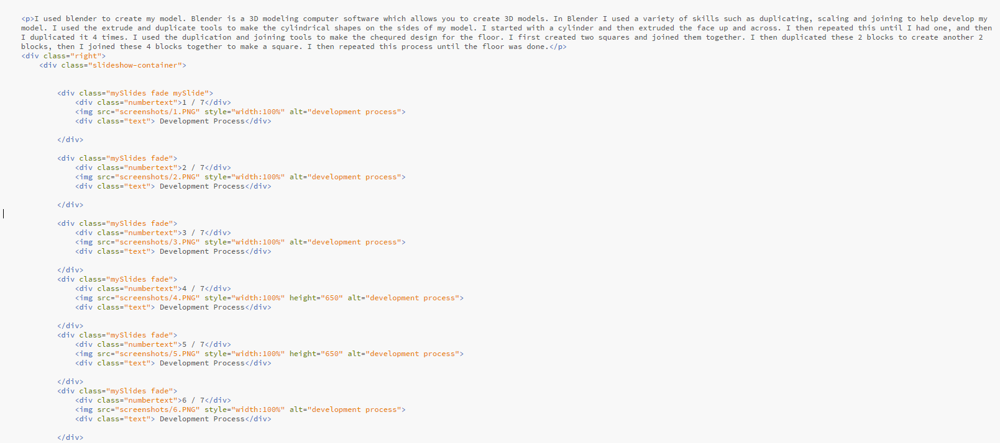 <p>I used blender to create my model. Blender is a 3D modeling computer software which allows you to create 3D models. In Blender I used a variety of skills such as duplicating, scaling and joining to help develop my
model. I used the extrude and duplicate tools to make the cylindrical shapes on the sides of my model. I started with a cylinder and then extruded the face up and across. I then repeated this until I had one, and then
I duplicated it 4 times. I used the duplication and joining tools to make the chequred design for the floor. I first created two squares and joined them together. I then duplicated these 2 blocks to create another 2
blocks, then I joined these 4 blocks together to make a square. I then repeated this process until the floor was done.</p>
<div class="right">
<div class="slideshow-container">
<div class="mySlides fade mySlide">
<div class="numbertext">1 / 7</div>
<img src="screenshots/1.PNG" style="width:100%" alt="development process">
<div class="text"> Development Process</div>
</div>
<div class="mySlides fade">
<div class="numbertext">2 / 7</div>
<img src="screenshots/2.PNG" style="width:100%" alt="development process">
<div class="text"> Development Process</div>
</div>
<div class="mySlides fade">
<div class="numbertext">3 / 7</div>
<img src="screenshots/3.PNG" style="width:100%" alt="development process">
<div class="text"> Development Process</div>
</div>
<div class="mySlides fade">
<div class="numbertext">4 / 7</div>
<img src="screenshots/4.PNG" style="width:100%" height="650" alt="development process">
<div class="text"> Development Process</div>
</div>
<div class="mySlides fade">
<div class="numbertext">5 / 7</div>
<img src="screenshots/5.PNG" style="width:100%" height="650" alt="development process">
<div class="text"> Development Process</div>
</div>
<div class="mySlides fade">
<div class="numbertext">6 / 7</div>
<img src="screenshots/6.PNG" style="width:100%" alt="development process">
<div class="text"> Development Process</div>
</div>